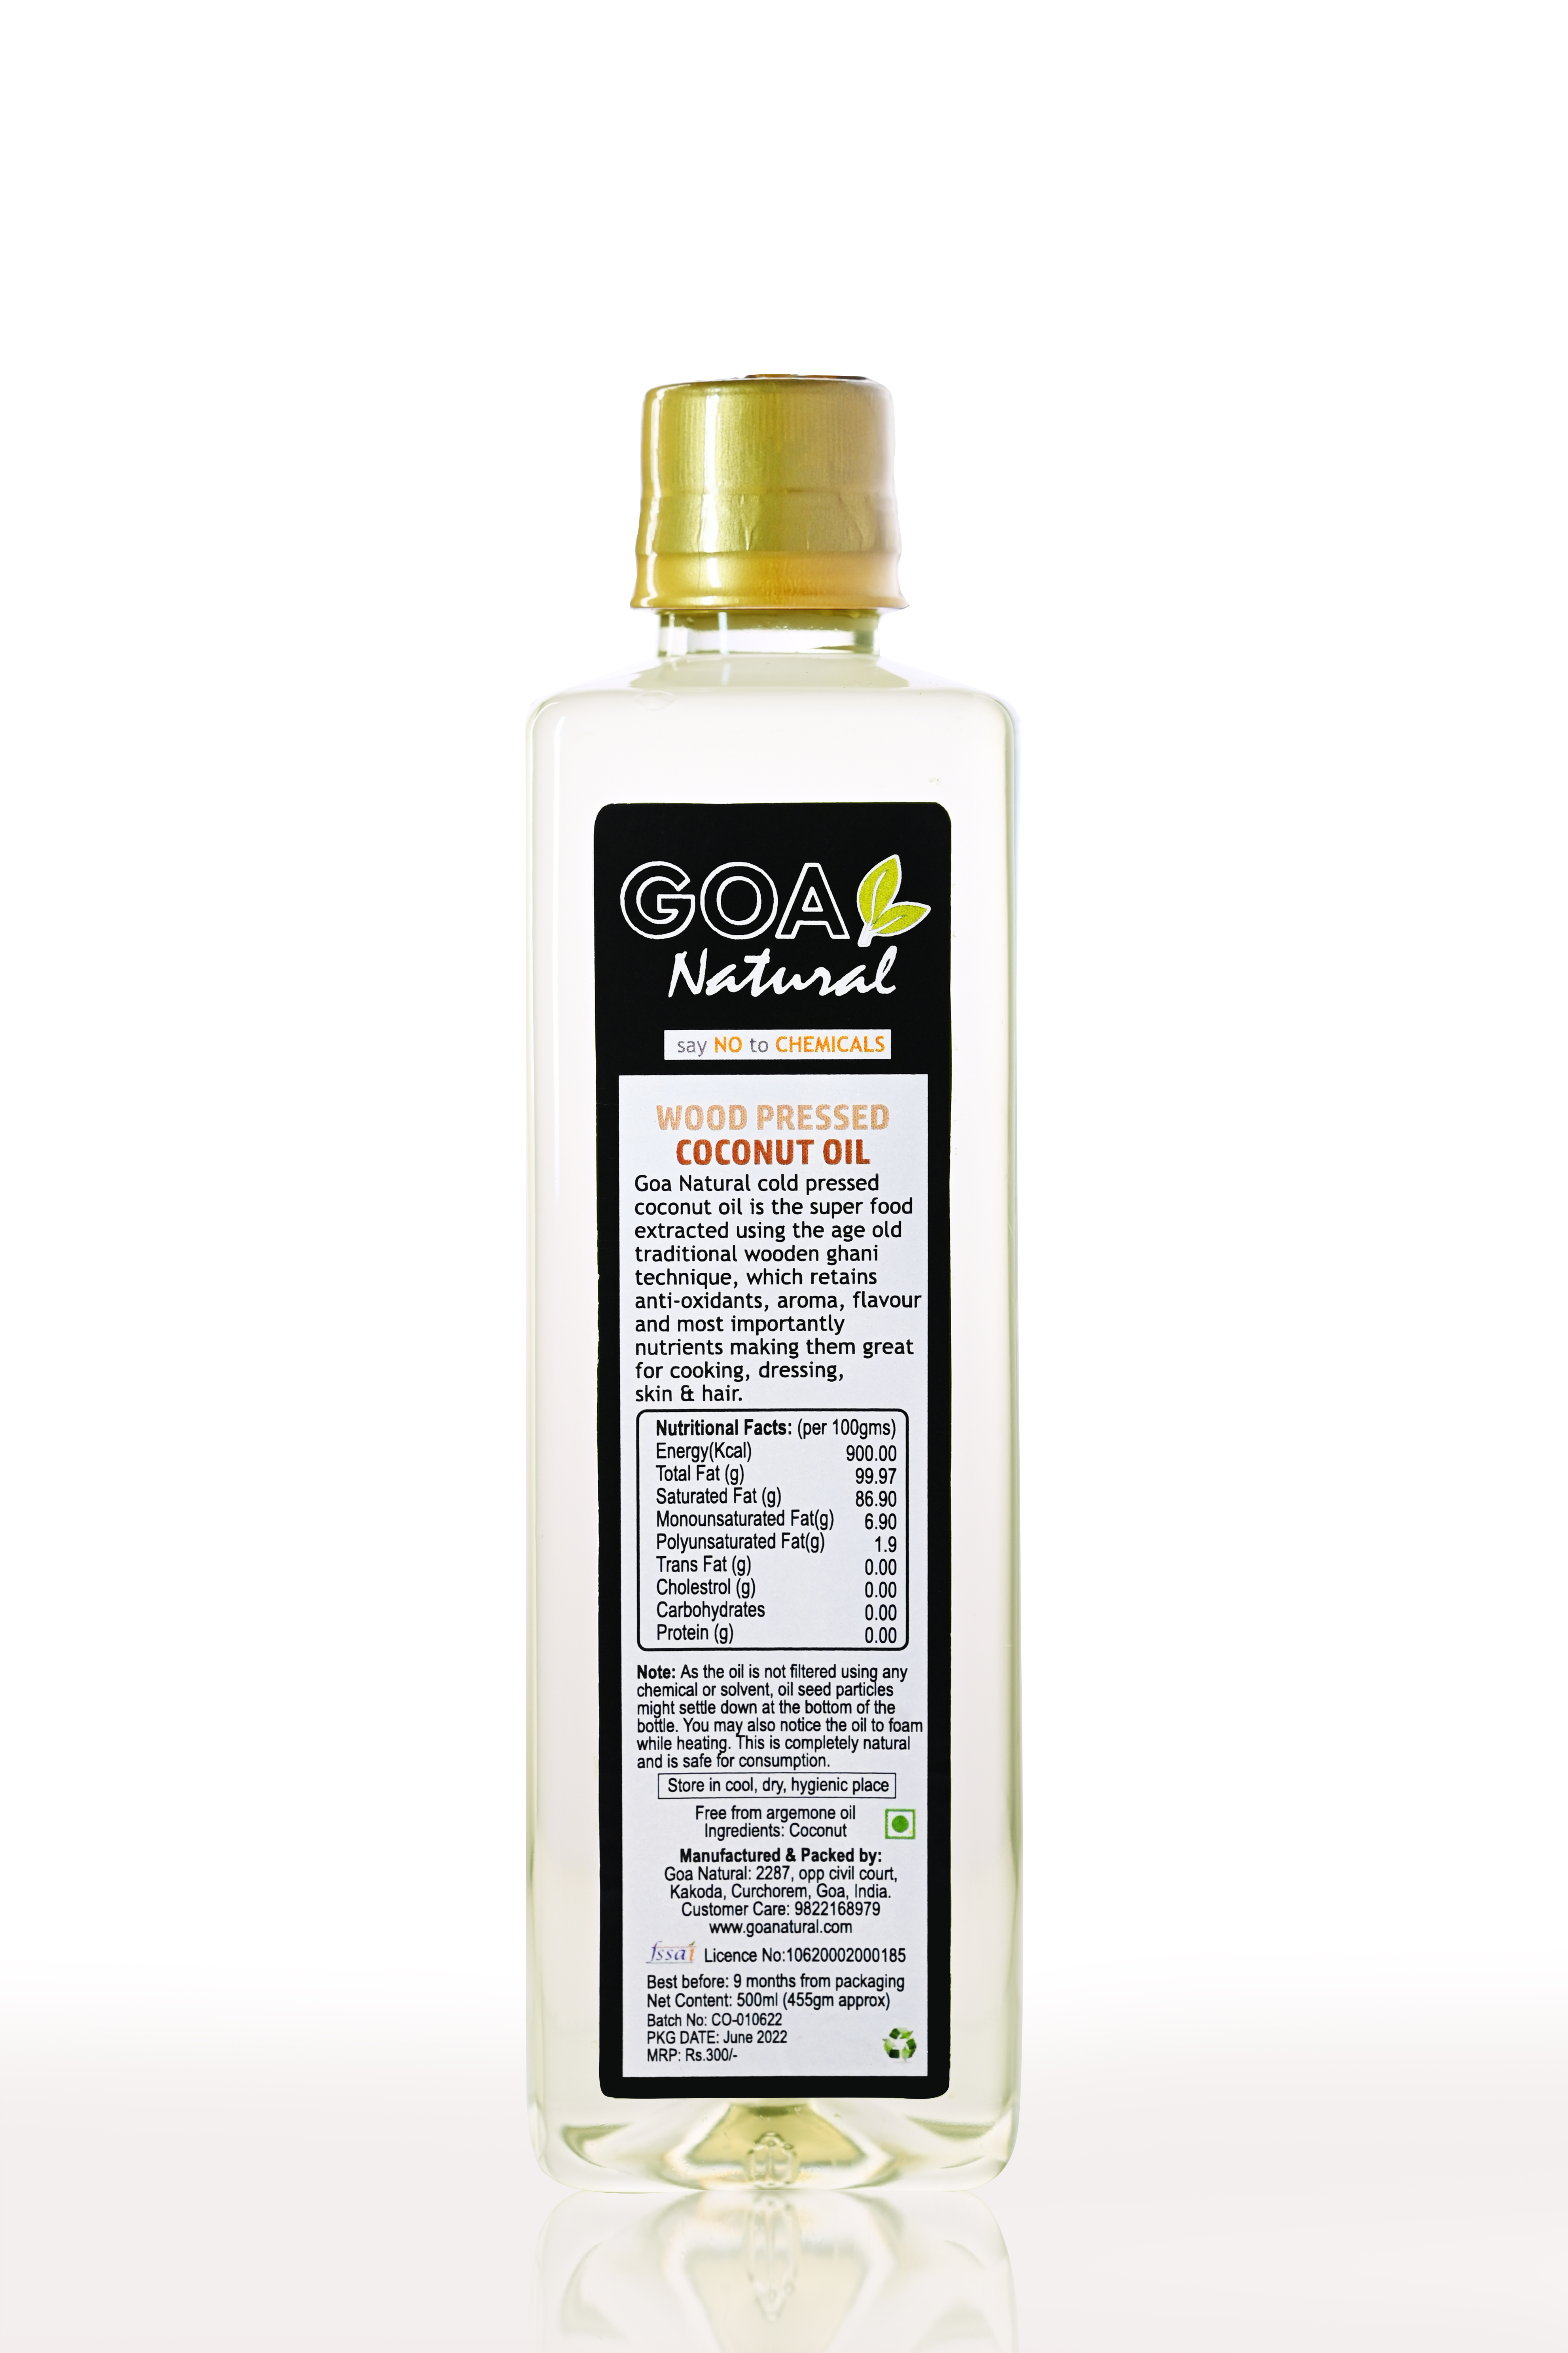 GOA
Natural
say NO to CHEMICALS
WOOD PRESSED
COCONUT OIL
Goa Natural cold pressed
coconut oil is the super food
extracted using the age old
traditional wooden ghani
technique, which retains
anti-oxidants, aroma, flavour
and most importantly
nutrients making them great
for cooking, dressing,
skin & hair.
Nutritional Facts: (per 100gms)
Energy(Kcal) 900.00
Total Fat (g) 99.97
Saturated Fat (g) 86.90
Monounsaturated Fat(g) 6.90
Polyunsaturated Fat(g) 1.9
Trans Fat (g) 0.00
Cholestrol (g) 0.00
Carbohydrates 0.00
Protein (g) 0.00
Note: As the oil is not filtered using any
chemical or solvent, oil seed particles
might settle down at the bottom of the
bottle. You may also notice the oil to foam
while heating. This is completely natural
and is safe for consumption.
Store in cool, dry, hygienic place
Free from argemone oil
Ingredients: Coconut
Manufactured & Packed by:
Goa Natural: 2287, opp civil court,
Kakoda, Curchorem, Goa, India.
Customer Care: 9822168979
www.goanatural.com
fssai Licence No:10620002000185
Best before: 9 months from packaging
Net Content: 500ml (455gm approx)
Batch No: CO-010622
PKG DATE: June 2022
MRP: Rs.300/-